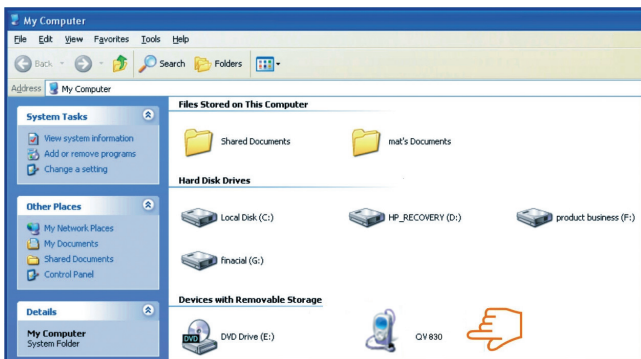 My Computer
File Edit View Favorites Tools Help
Back Search Folders
Address My Computer
System Tasks
View system information
Add or remove programs
Change a setting
Other Places
My Network Places
My Documents
Shared Documents
Control Panel
Details
My Computer
System Folder
Files Stored on This Computer
Shared Documents mat's Documents
Hard Disk Drives
Local Disk (C:) HP_RECOVERY (D:) product business (F:)
finacial (G:)
Devices with Removable Storage
DVD DVD Drive (E:) QV 830